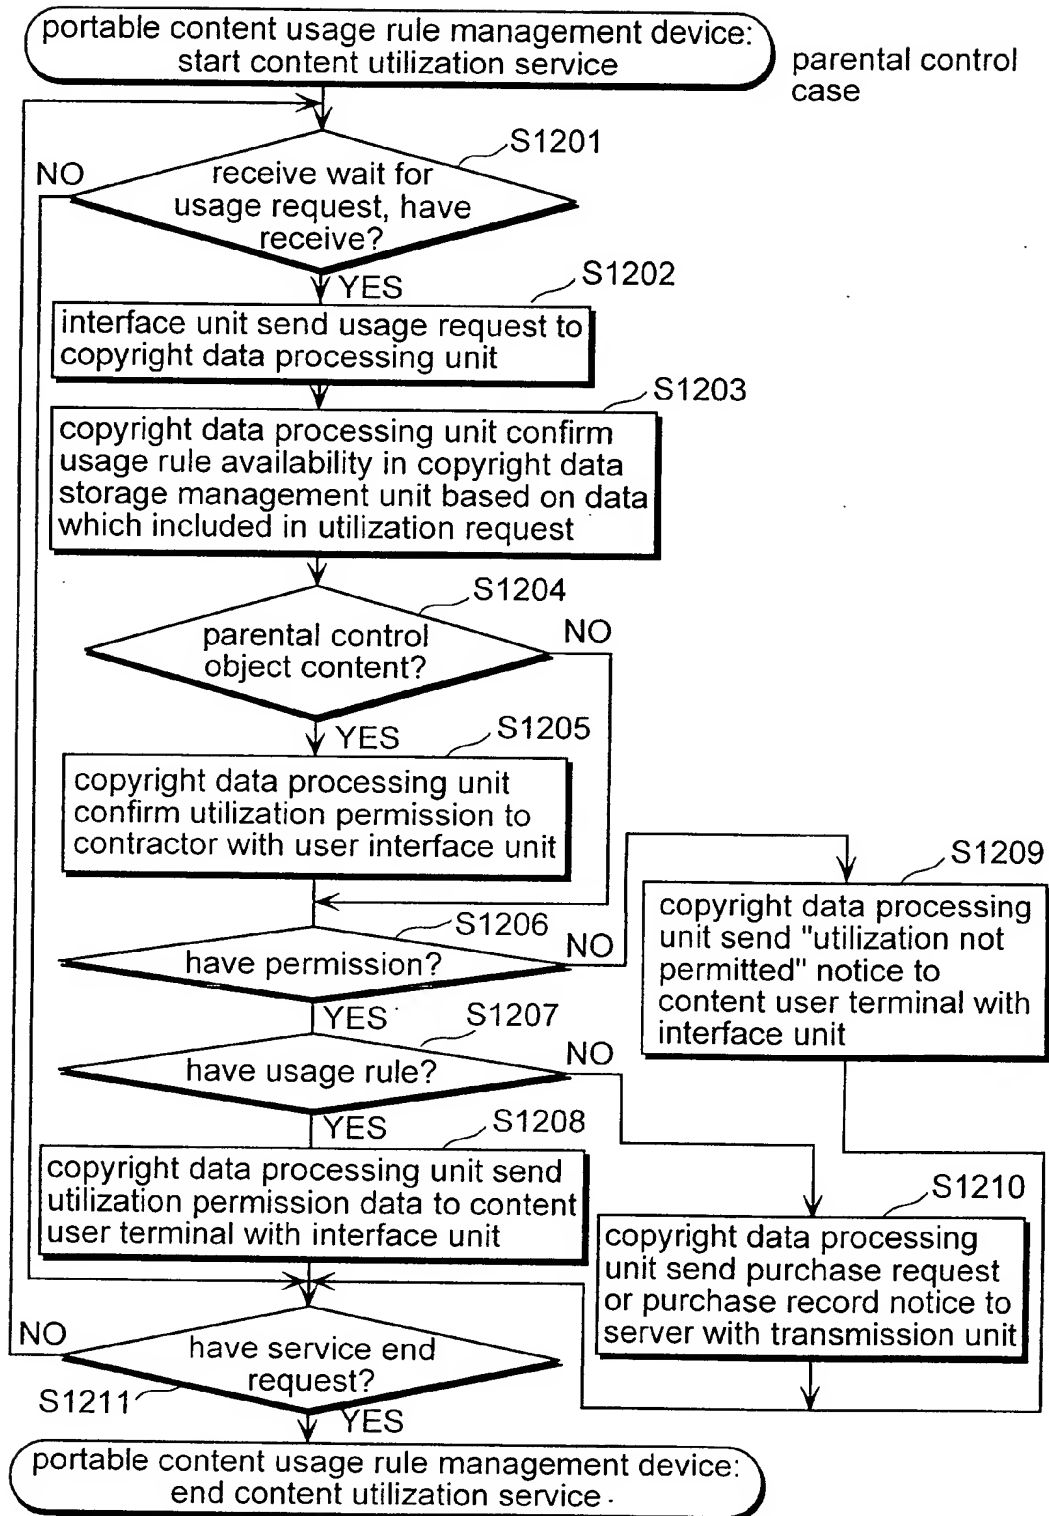 portable content usage rule management device:
start content utilization service
parental control
case
S1201
NO
receive wait for
usage request, have
receive?
YES
S1202
interface unit send usage request to
copyright data processing unit
S1203
copyright data processing unit confirm
usage rule availability in copyright data
storage management unit based on data
which included in utilization request
S1204
parental control
object content?
NO
YES
S1205
copyright data processing unit
confirm utilization permission to
contractor with user interface unit
S1206
have permission?
NO
S1209
copyright data processing
unit send "utilization not
permitted" notice to
content user terminal with
interface unit
YES
S1207
have usage rule?
NO
YES
S1208
copyright data processing unit send
utilization permission data to content
user terminal with interface unit
S1210
copyright data processing
unit send purchase request
or purchase record notice to
server with transmission unit
NO
have service end
request?
S1211
YES
portable content usage rule management device:
end content utilization service